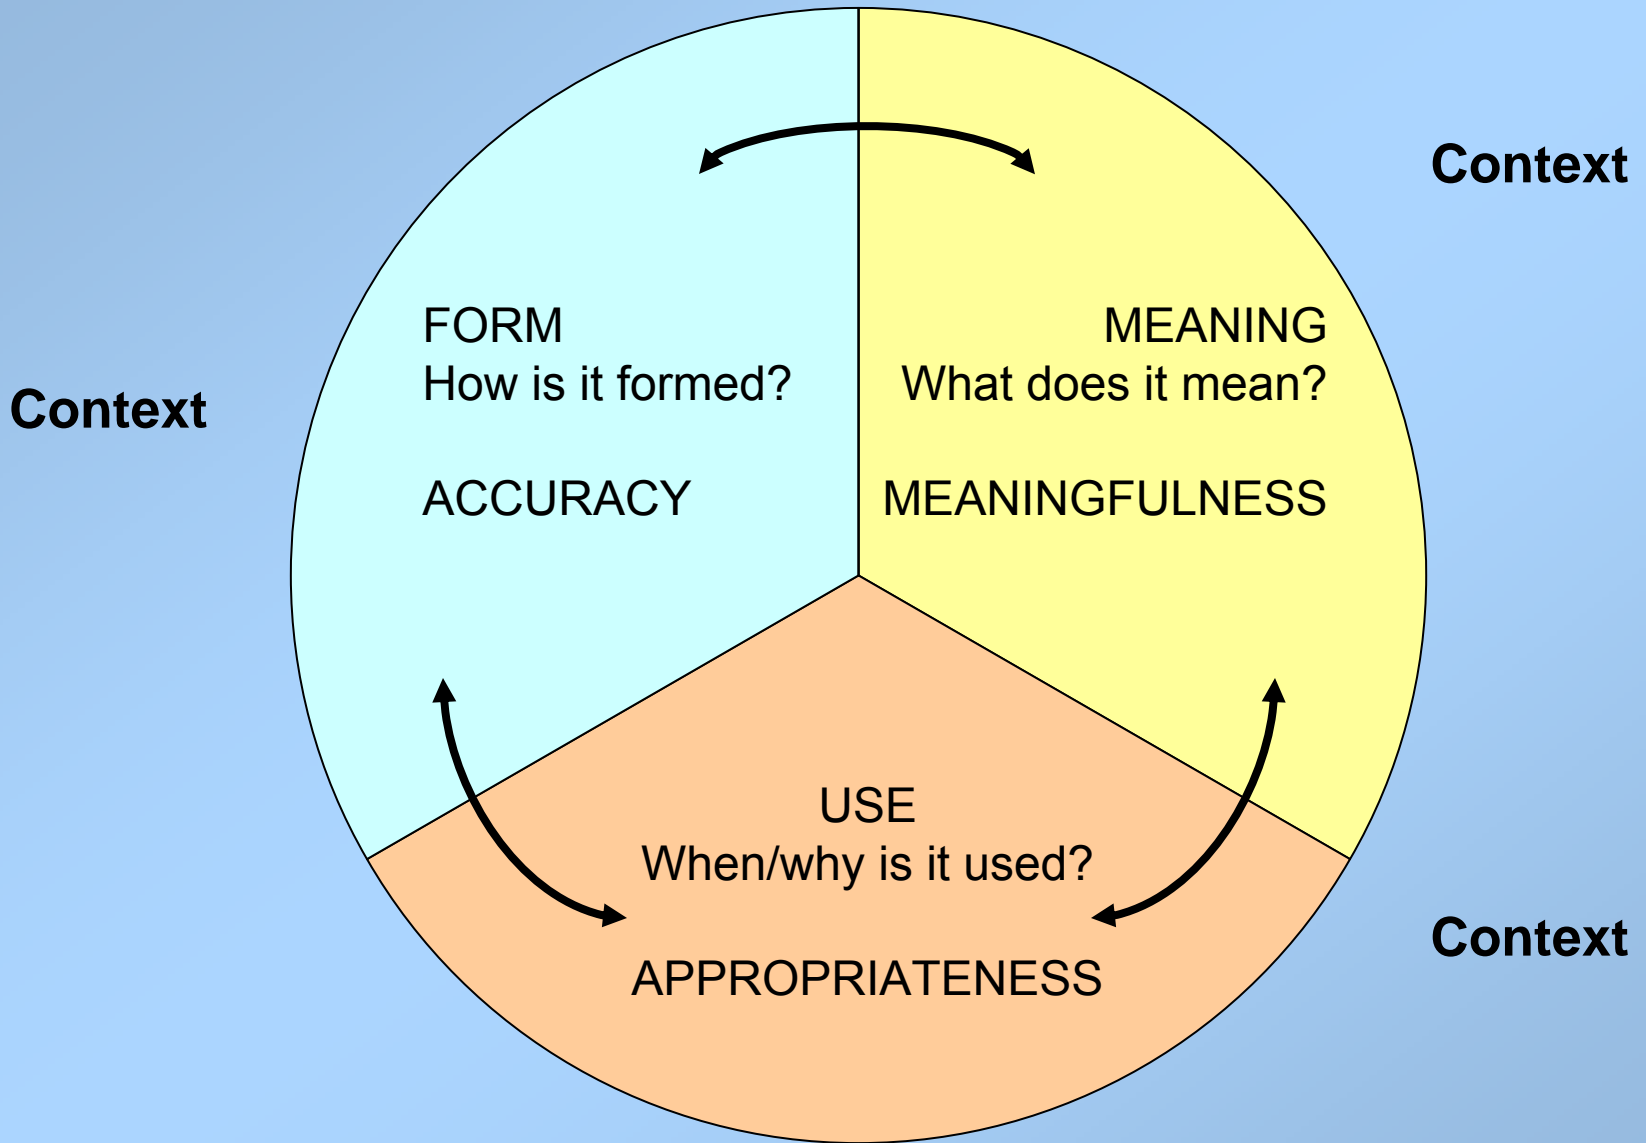 Context
FORM
How is it formed?
ACCURACY
MEANING
What does it mean?
MEANINGFULNESS
Context
USE
When/why is it used?
APPROPRIATENESS
Context